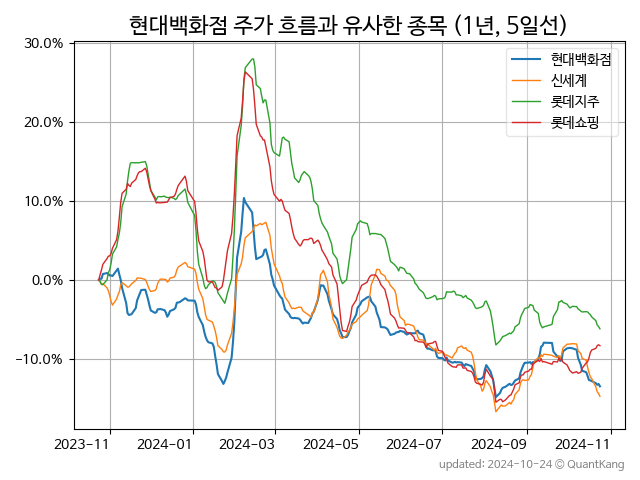 현대백화점 주가 흐름과 유사한 종목 (1년, 5일선)
30.0%
20.0%
10.0%
0.0%
−10.0%
현대백화점
신세계
롯데지주
롯데쇼핑
2023-11 2024-01 2024-03 2024-05 2024-07 2024-09 2024-11
updated: 2024-10-24 © QuantKang